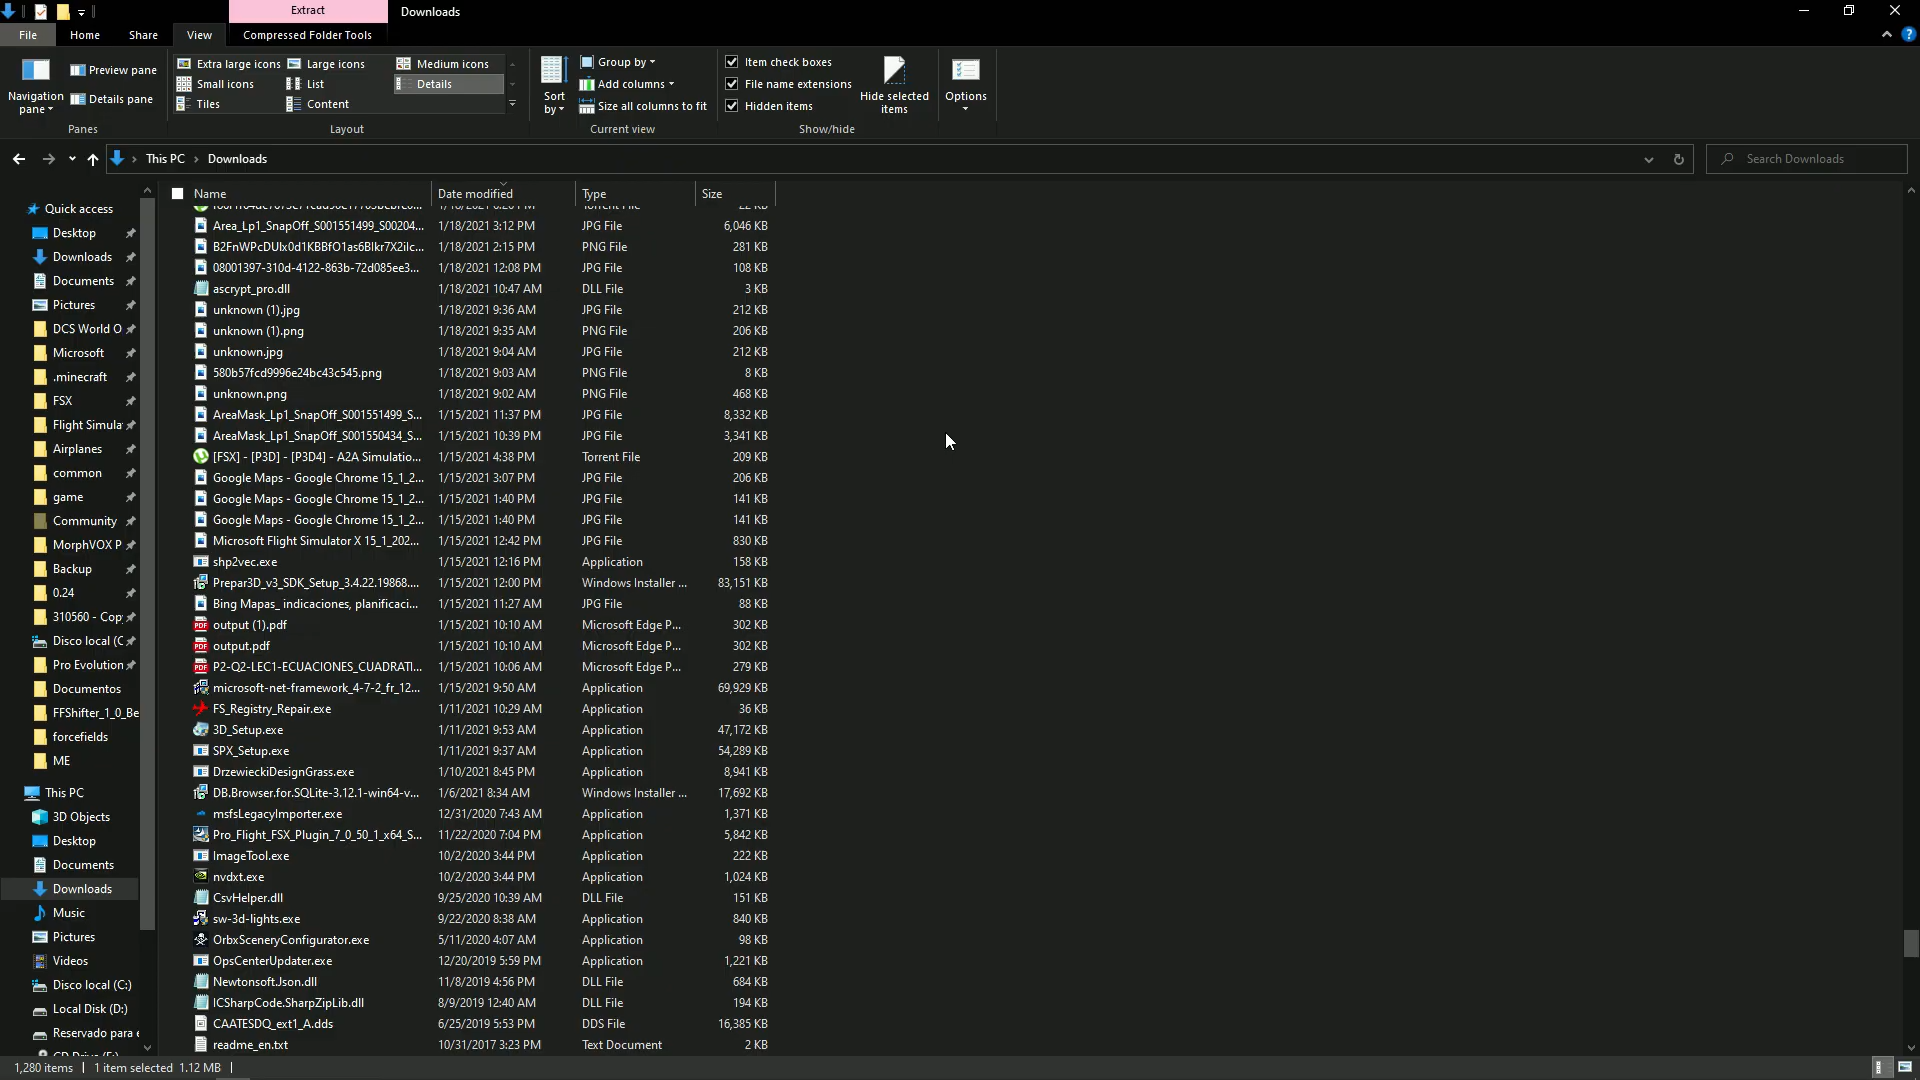 Extract
Downloads
File
Home
Share
View
Compressed Folder Tools
Navigation pane
Preview pane
Details pane
Panes
Extra large icons
Large icons
Medium icons
Small icons
List
Details
Tiles
Content
Layout
Sort by
Group by
Add columns
Size all columns to fit
Current view
Item check boxes
File name extensions
Hidden items
Hide selected items
Show/hide
Options
This PC > Downloads
Search Downloads
Quick access
Desktop
Downloads
Documents
Pictures
DCS World O
Microsoft
.minecraft
FSX
Flight Simula
Airplanes
common
game
Community
MorphVOX P
Backup
0.24
310560 - Cop
Disco local (C
Pro Evolution
Documentos
FFShifter_1_0_Be
forcefields
ME
This PC
3D Objects
Desktop
Documents
Downloads
Music
Pictures
Videos
Disco local (C:)
Local Disk (D:)
Reservado para e
Name Date modified Type Size
Area_Lp1_SnapOff_S001551499_S00204... 1/18/2021 3:12 PM JPG File 6,046 KB
B2FnWPcDUlx0d1KBBfO1as6Blkr7X2ilc... 1/18/2021 2:15 PM PNG File 281 KB
08001397-310d-4122-863b-72d085ee3... 1/18/2021 12:08 PM JPG File 108 KB
ascrypt_pro.dll 1/18/2021 10:47 AM DLL File 3 KB
unknown (1).jpg 1/18/2021 9:36 AM JPG File 212 KB
unknown (1).png 1/18/2021 9:35 AM PNG File 206 KB
unknown.jpg 1/18/2021 9:04 AM JPG File 212 KB
580b57fcd9996e24bc43c545.png 1/18/2021 9:03 AM PNG File 8 KB
unknown.png 1/18/2021 9:02 AM PNG File 468 KB
AreaMask_Lp1_SnapOff_S001551499_S... 1/15/2021 11:37 PM JPG File 8,332 KB
AreaMask_Lp1_SnapOff_S001550434_S... 1/15/2021 10:39 PM JPG File 3,341 KB
[FSX] - [P3D] - [P3D4] - A2A Simulatio... 1/15/2021 4:38 PM Torrent File 209 KB
Google Maps - Google Chrome 15_1_2... 1/15/2021 3:07 PM JPG File 206 KB
Google Maps - Google Chrome 15_1_2... 1/15/2021 1:40 PM JPG File 141 KB
Google Maps - Google Chrome 15_1_2... 1/15/2021 1:40 PM JPG File 141 KB
Microsoft Flight Simulator X 15_1_202... 1/15/2021 12:42 PM JPG File 830 KB
shp2vec.exe 1/15/2021 12:16 PM Application 158 KB
Prepar3D_v3_SDK_Setup_3.4.22.19868.... 1/15/2021 12:00 PM Windows Installer ... 83,151 KB
Bing Mapas_ indicaciones, planificaci... 1/15/2021 11:27 AM JPG File 88 KB
output (1).pdf 1/15/2021 10:10 AM Microsoft Edge P... 302 KB
output.pdf 1/15/2021 10:10 AM Microsoft Edge P... 302 KB
P2-Q2-LEC1-ECUACIONES_CUADRATI... 1/15/2021 10:06 AM Microsoft Edge P... 279 KB
microsoft-net-framework_4-7-2_fr_12... 1/15/2021 9:50 AM Application 69,929 KB
FS_Registry_Repair.exe 1/11/2021 10:29 AM Application 36 KB
3D_Setup.exe 1/11/2021 9:53 AM Application 47,172 KB
SPX_Setup.exe 1/11/2021 9:37 AM Application 54,289 KB
DrzewieckiDesignGrass.exe 1/10/2021 8:45 PM Application 8,941 KB
DB.Browser.for.SQLite-3.12.1-win64-v... 1/6/2021 8:34 AM Windows Installer ... 17,692 KB
msfsLegacyImporter.exe 12/31/2020 7:43 AM Application 1,371 KB
Pro_Flight_FSX_Plugin_7_0_50_1_x64_S... 11/22/2020 7:04 PM Application 5,842 KB
ImageTool.exe 10/2/2020 3:44 PM Application 222 KB
nvdxt.exe 10/2/2020 3:44 PM Application 1,024 KB
CsvHelper.dll 9/25/2020 10:39 AM DLL File 151 KB
sw-3d-lights.exe 9/22/2020 8:38 AM Application 840 KB
OrbxSceneryConfigurator.exe 5/11/2020 4:07 AM Application 98 KB
OpsCenterUpdater.exe 12/20/2019 5:59 PM Application 1,221 KB
Newtonsoft.Json.dll 11/8/2019 4:56 PM DLL File 684 KB
ICSharpCode.SharpZipLib.dll 8/9/2019 12:40 AM DLL File 194 KB
CAATESDQ_ext1_A.dds 6/25/2019 5:53 PM DDS File 16,385 KB
readme_en.txt 10/31/2017 3:23 PM Text Document 2 KB
1,280 items | 1 item selected 1.12 MB |